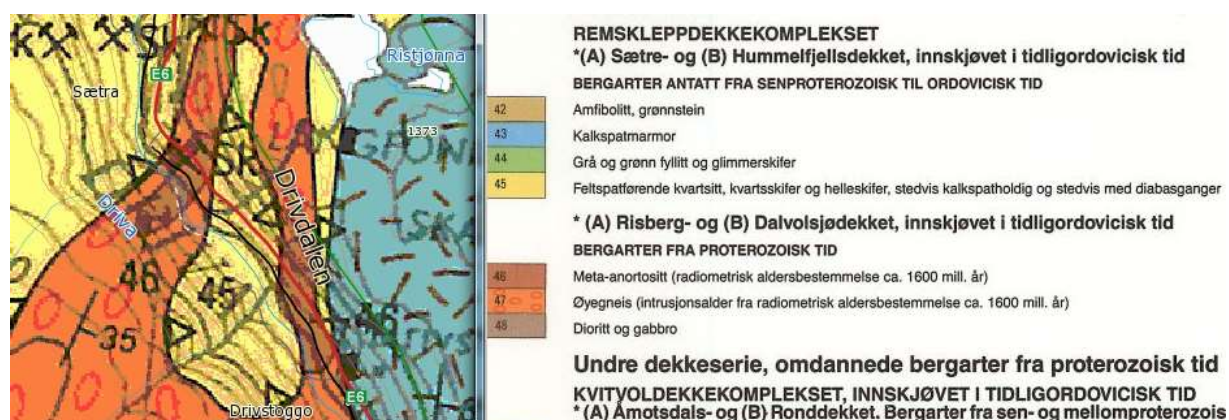 SK
SK
E6
Sætra
Ristjønna
1373
SK
Drivdalen
Driva
46
45
35
E6
Drivstoggo
REMSKLEPPDEKKEKOMPLEKSET
*(A) Sætre- og (B) Hummelfjellsdekket, innskjøvet i tidligordovicisk tid
BERGARTER ANTATT FRA SENPROTEROZOISK TIL ORDOVICISK TID
42 Amfibolitt, grønnstein
43 Kalkspatmarmor
44 Grå og grønn fyllitt og glimmerskifer
45 Feltspatførende kvartsitt, kvartsskifer og helleskifer, stedvis kalkspatholdig og stedvis med diabasganger
* (A) Risberg- og (B) Dalvolsjødekket, innskjøvet i tidligordovicisk tid
BERGARTER FRA PROTEROZOISK TID
46 Meta-anortositt (radiometrisk aldersbestemmelse ca. 1600 mill. år)
47 Øyegneis (intrusjonsalder fra radiometrisk aldersbestemmelse ca. 1600 mill. år)
48 Dioritt og gabbro
Undre dekkeserie, omdannede bergarter fra proterozoisk tid
KVITVOLDEKKEKOMPLEKSET, INNSKJØVET I TIDLIGORDOVICISK TID
* (A) Åmotsdals- og (B) Ronddekket, Bergarter fra sen- og mellomproterozois